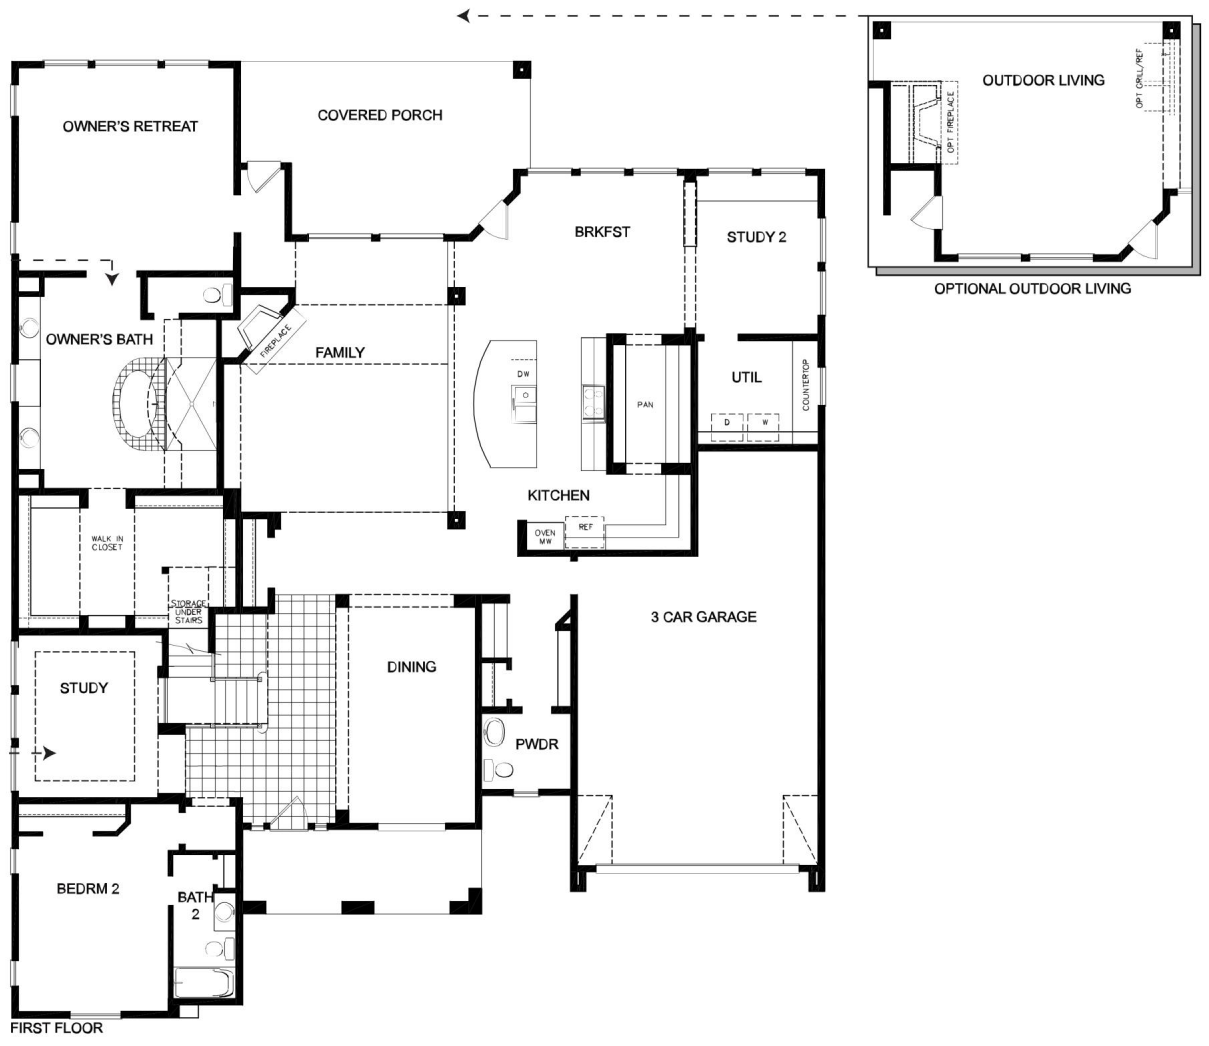 OUTDOOR LIVING
OPT GRILL/REF
OPT FIREPLACE
OPTIONAL OUTDOOR LIVING
OWNER'S RETREAT
COVERED PORCH
BRKFST
STUDY 2
OWNER'S BATH
FIREPLACE
FAMILY
DW
PAN
UTIL
COUNTERTOP
D
W
KITCHEN
OVEN
MW
REF
WALK IN
CLOSET
STORAGE
UNDER
STAIRS
3 CAR GARAGE
DINING
STUDY
PWDR
BEDRM 2
BATH
2
FIRST FLOOR